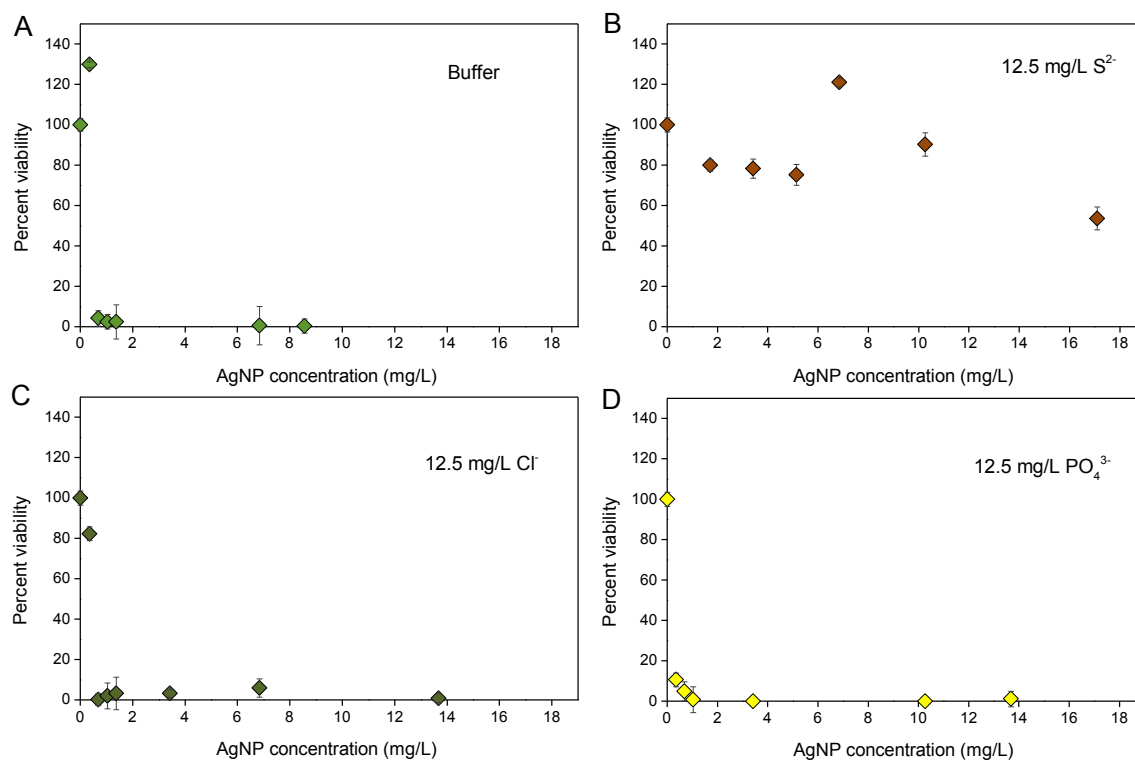 A
Buffer
140
120
100
80
60
40
20
0
Percent viability
0 2 4 6 8 10 12 14 16 18
AgNP concentration (mg/L)
B
12.5 mg/L S²⁻
140
120
100
80
60
40
20
0
Percent viability
0 2 4 6 8 10 12 14 16 18
AgNP concentration (mg/L)
C
12.5 mg/L Cl⁻
140
120
100
80
60
40
20
0
Percent viability
0 2 4 6 8 10 12 14 16 18
AgNP concentration (mg/L)
D
12.5 mg/L PO₄³⁻
140
120
100
80
60
40
20
0
Percent viability
0 2 4 6 8 10 12 14 16 18
AgNP concentration (mg/L)